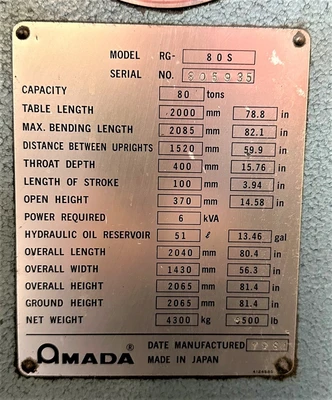 MODEL RG- 80S
SERIAL NO. 605935
CAPACITY 80 tons
TABLE LENGTH 2000 mm 78.8 in
MAX. BENDING LENGTH 2085 mm 82.1 in
DISTANCE BETWEEN UPRIGHTS 1520 mm 59.9 in
THROAT DEPTH 400 mm 15.76 in
LENGTH OF STROKE 100 mm 3.94 in
OPEN HEIGHT 370 mm 14.58 in
POWER REQUIRED 6 kVA
HYDRAULIC OIL RESERVOIR 51 ℓ 13.46 gal
OVERALL LENGTH 2040 mm 80.4 in
OVERALL WIDTH 1430 mm 56.3 in
OVERALL HEIGHT 2065 mm 81.4 in
GROUND HEIGHT 2065 mm 81.4 in
NET WEIGHT 4300 kg 9500 lb
AMADA®
DATE MANUFACTURED
MADE IN JAPAN